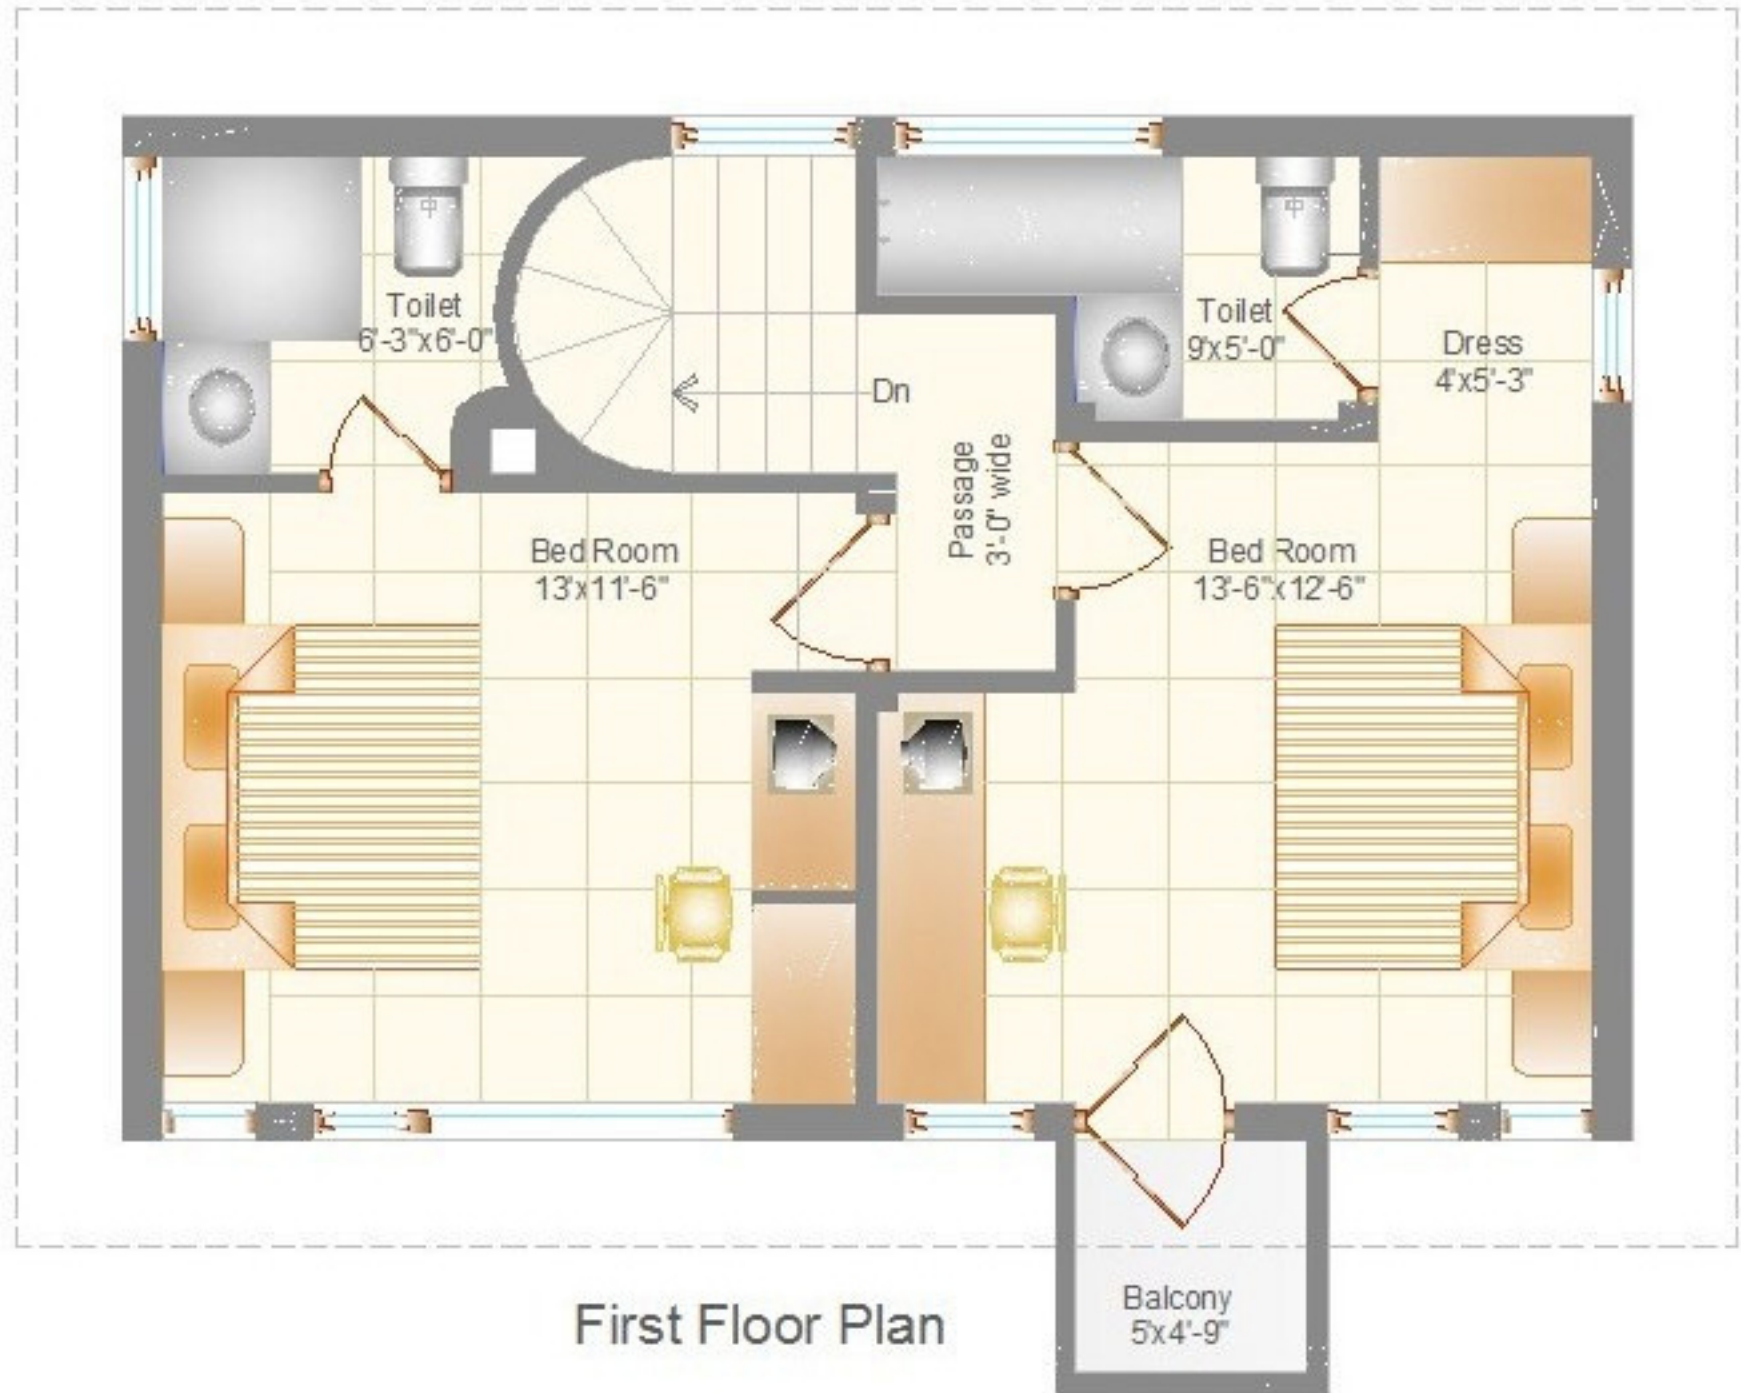 Toilet
6'-3"x6'-0"
Toilet
9'x5'-0"
Dress
4'x5'-3"
Dn
Passage
3'-0" wide
Bed Room
13'x11'-6"
Bed Room
13'-6"x12'-6"
Balcony
5'x4'-9"
First Floor Plan